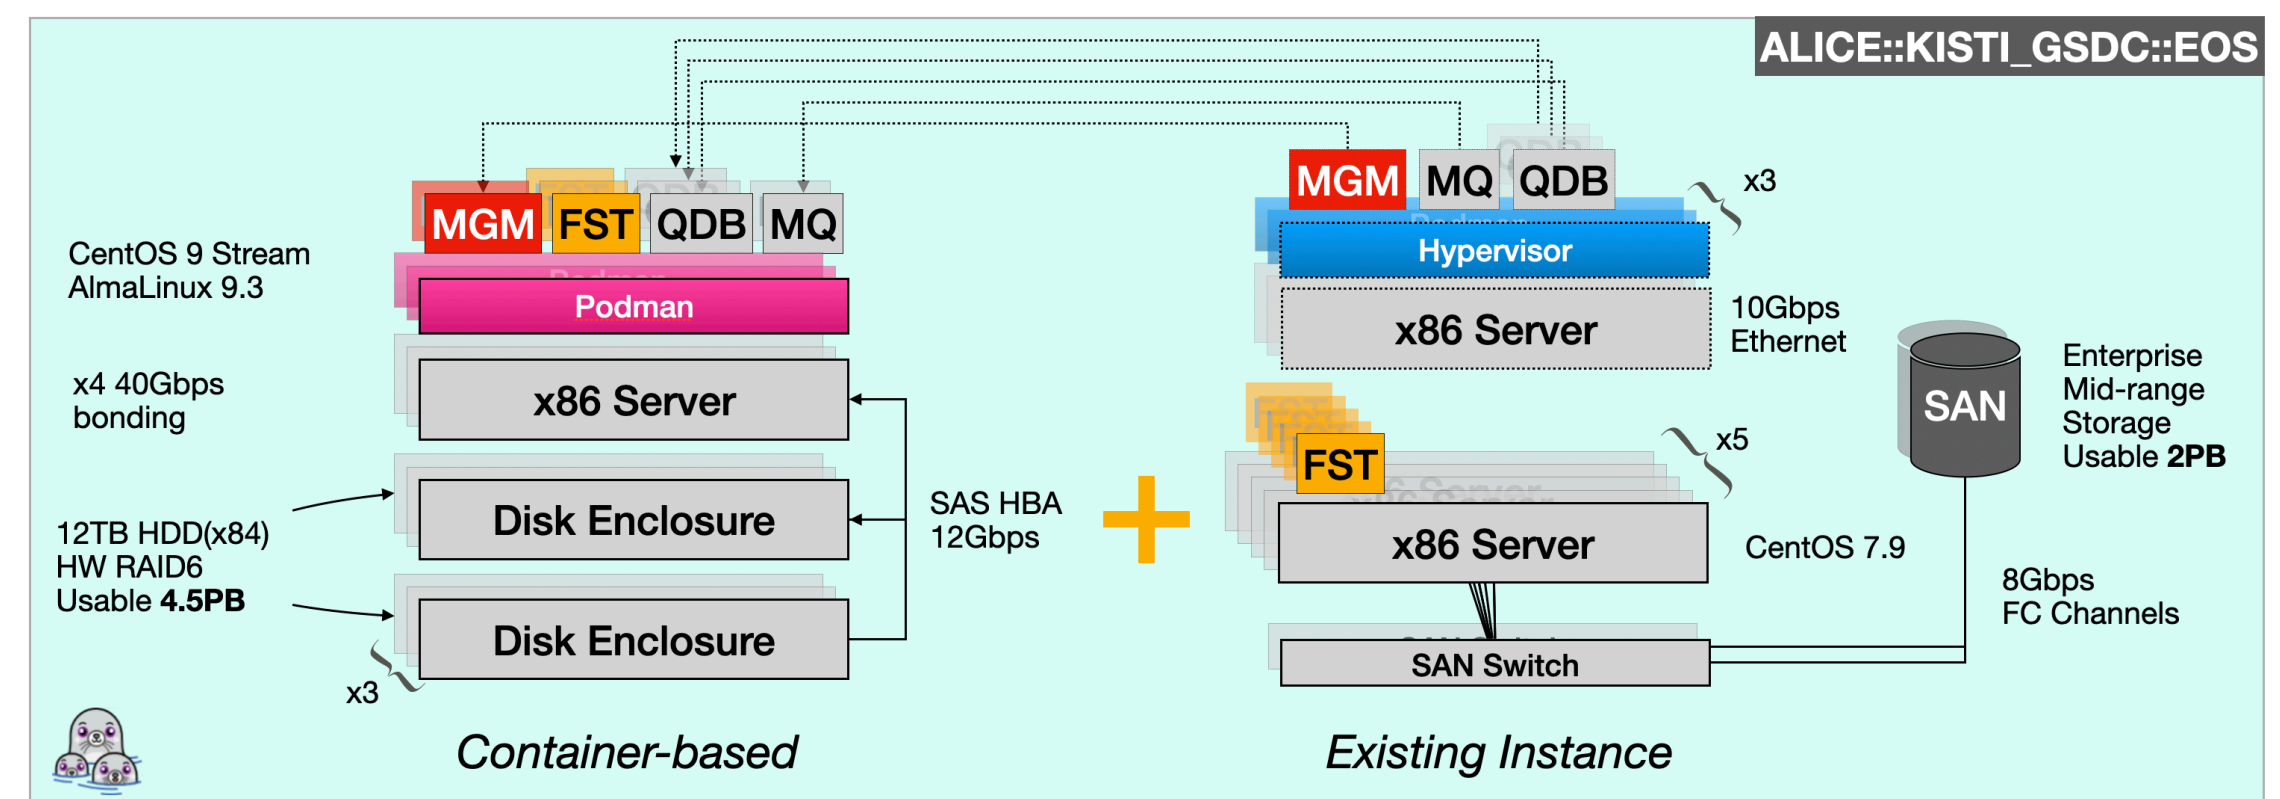 ALICE::KISTI_GSDC::EOS
MGM
FST
QDB
MQ
CentOS 9 Stream
AlmaLinux 9.3
Podman
x4 40Gbps
bonding
x86 Server
Disk Enclosure
SAS HBA
12Gbps
12TB HDD(x84)
HW RAID6
Usable 4.5PB
Disk Enclosure
x3
Container-based
MGM
MQ
QDB
x3
Hypervisor
x86 Server
10Gbps
Ethernet
SAN
Enterprise
Mid-range
Storage
Usable 2PB
FST
x5
x86 Server
CentOS 7.9
8Gbps
FC Channels
SAN Switch
Existing Instance